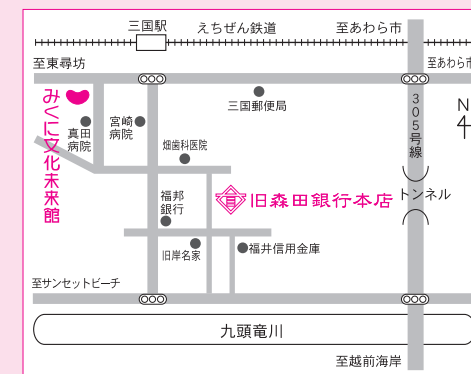 三国駅
えちぜん鉄道
至あわら市
至東尋坊
至あわら市
みくに文化未来館
真田
病院
宮崎
病院
三国郵便局
305号線
N
畑歯科医院
トンネル
福邦
銀行
旧森田銀行本店
旧岸名家
福井信用金庫
至サンセットビーチ
九頭竜川
至越前海岸